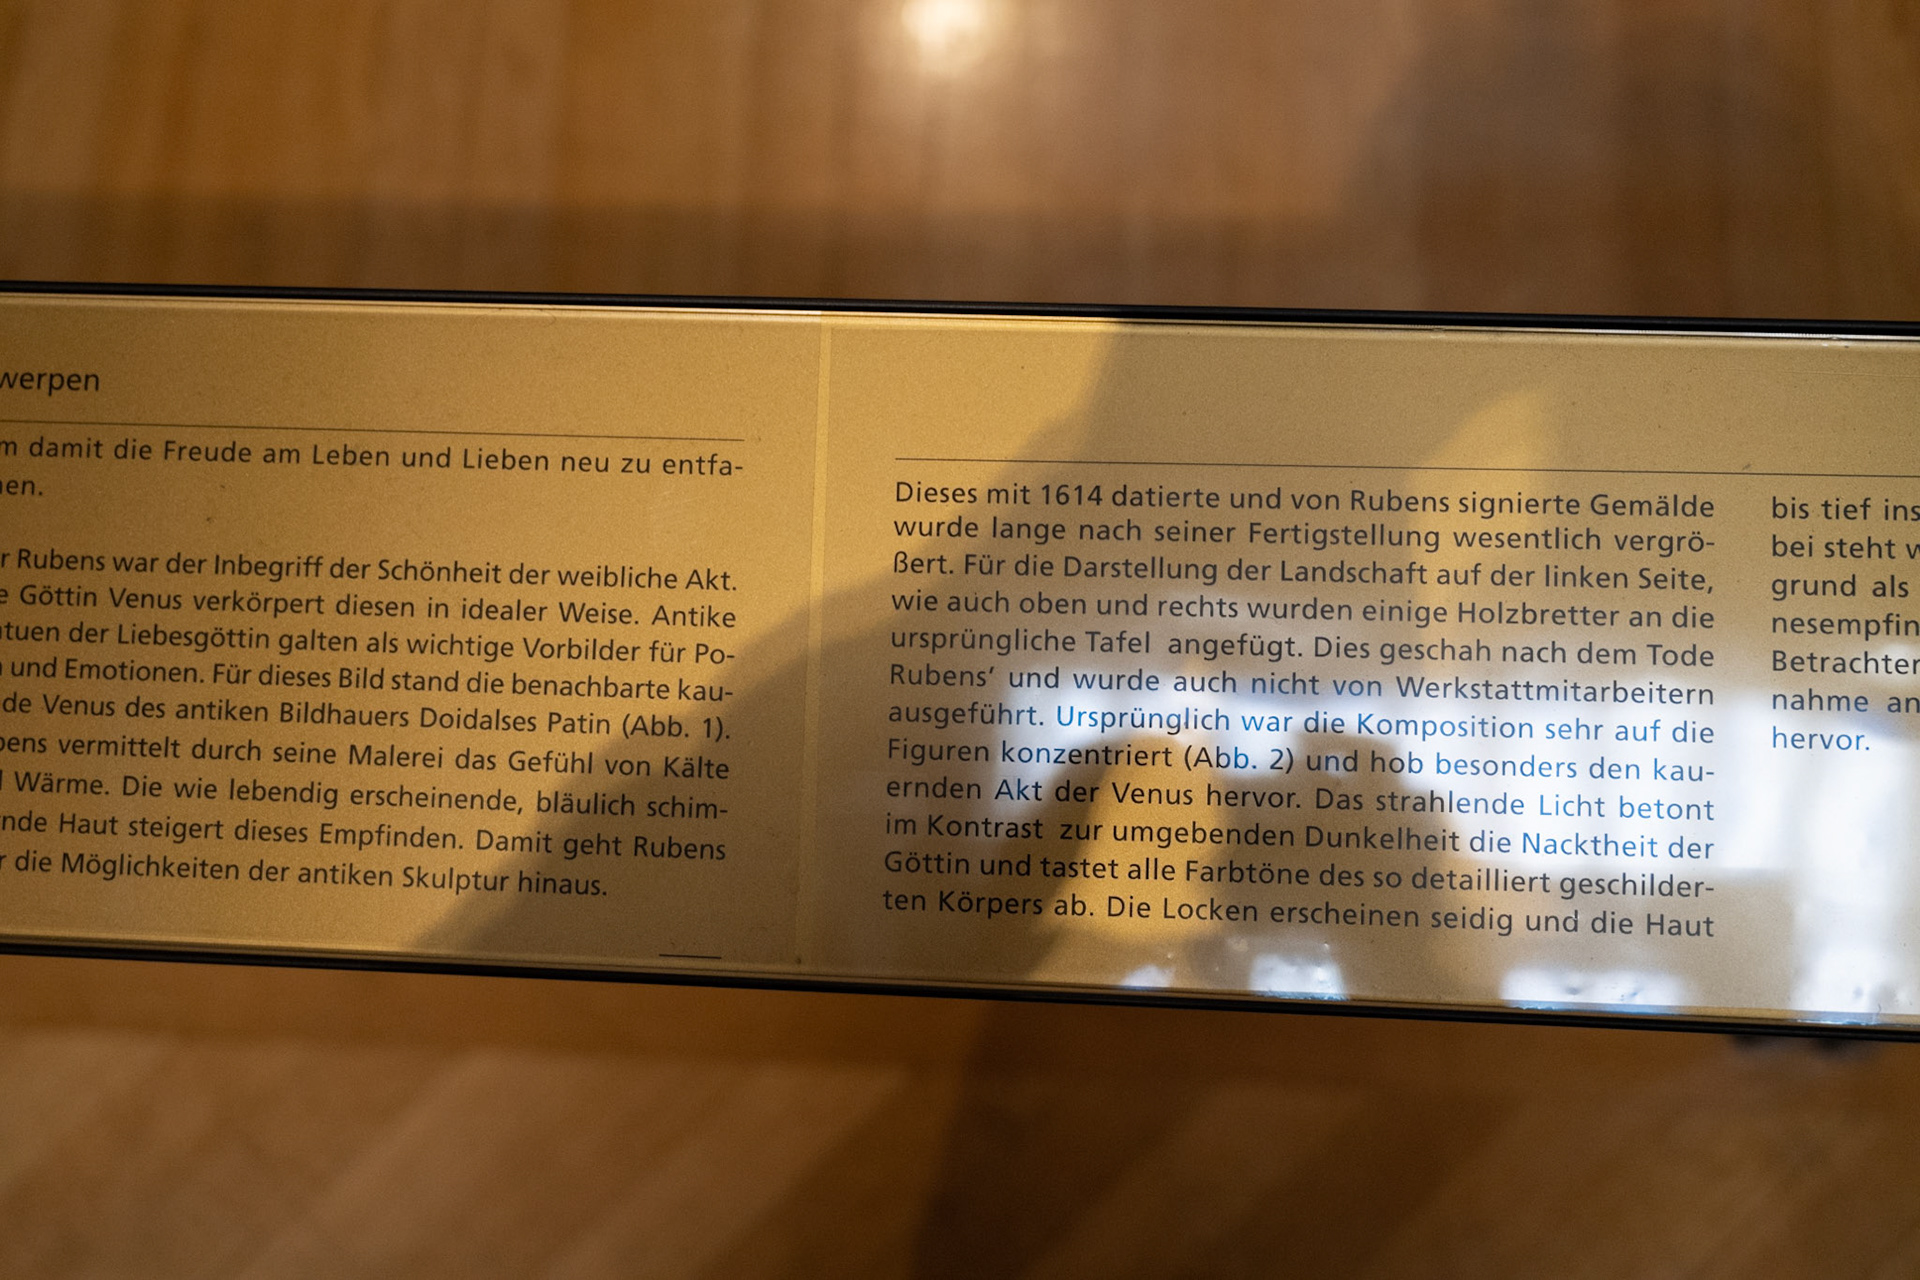 damit die Freude am Leben und Lieben neu zu entfa-
Rubens war der Inbegriff der Schönheit der weibliche Akt.
Göttin Venus verkörpert diesen in idealer Weise. Antike
der Liebesgöttin galten als wichtige Vorbilder für Po-
und Emotionen. Für dieses Bild stand die benachbarte kau-
de Venus des antiken Bildhauers Doidalses Patin (Abb. 1).
vermittelt durch seine Malerei das Gefühl von Kälte
Wärme. Die wie lebendig erscheinende, bläulich schim-
nde Haut steigert dieses Empfinden. Damit geht Rubens
die Möglichkeiten der antiken Skulptur hinaus.
Dieses mit 1614 datierte und von Rubens signierte Gemälde
wurde lange nach seiner Fertigstellung wesentlich vergrö-
ßert. Für die Darstellung der Landschaft auf der linken Seite,
wie auch oben und rechts wurden einige Holzbretter an die
ursprüngliche Tafel angefügt. Dies geschah nach dem Tode
Rubens’ und wurde auch nicht von Werkstattmitarbeitern
ausgeführt. Ursprünglich war die Komposition sehr auf die
Figuren konzentriert (Abb. 2) und hob besonders den kau-
ernden Akt der Venus hervor. Das strahlende Licht betont
im Kontrast zur umgebenden Dunkelheit die Nacktheit der
Göttin und tastet alle Farbtöne des so detailliert geschilder-
ten Körpers ab. Die Locken erscheinen seidig und die Haut
bis tief ins
bei steht
grund als
nesempfin
Betrachter
nahme an
hervor.